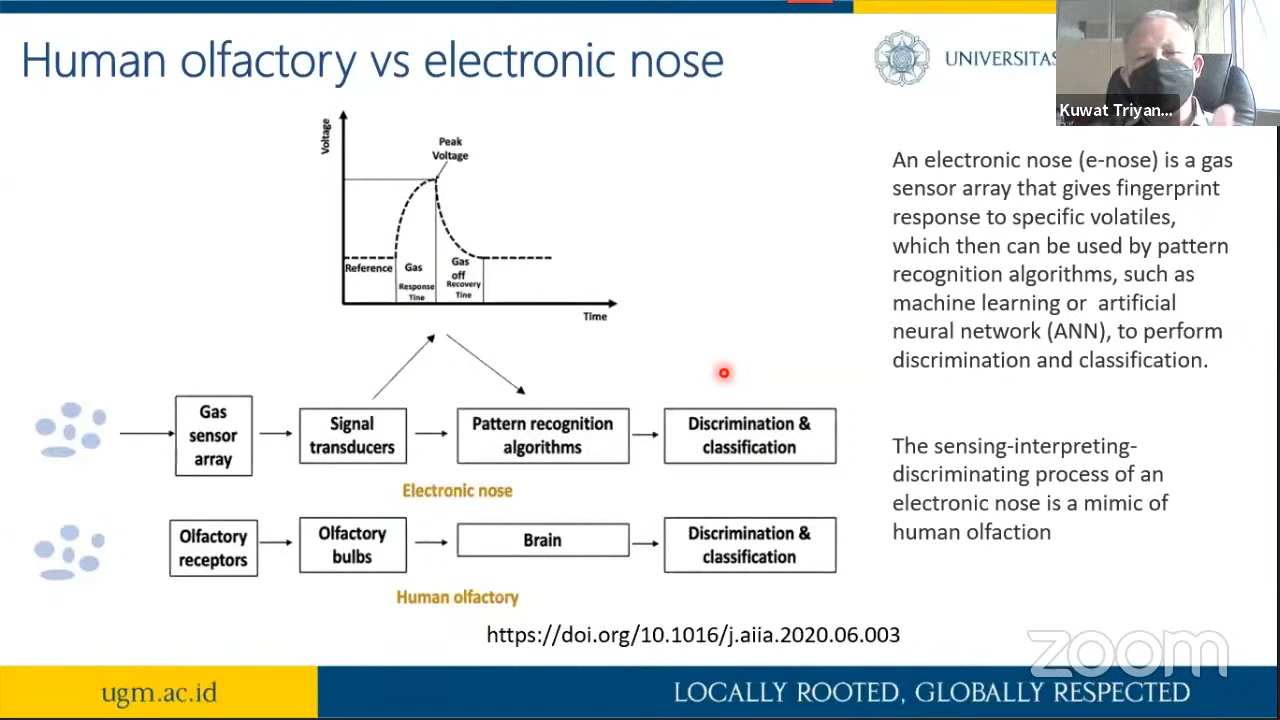 Human olfactory vs electronic nose
UNIVERSITAS
Kuwat Triyan...
Voltage
Peak
Voltage
Reference
Gas
Response
Tine
Gas
off
Recovery
Tine
Time
An electronic nose (e-nose) is a gas
sensor array that gives fingerprint
response to specific volatiles,
which then can be used by pattern
recognition algorithms, such as
machine learning or  artificial
neural network (ANN), to perform
discrimination and classification.
The sensing-interpreting-
discriminating process of an
electronic nose is a mimic of
human olfaction
Gas
sensor
array
Signal
transducers
Pattern recognition
algorithms
Discrimination &
classification
Electronic nose
Olfactory
receptors
Olfactory
bulbs
Brain
Discrimination &
classification
Human olfactory
https://doi.org/10.1016/j.aiia.2020.06.003
zoom
ugm.ac.id
LOCALLY ROOTED, GLOBALLY RESPECTED